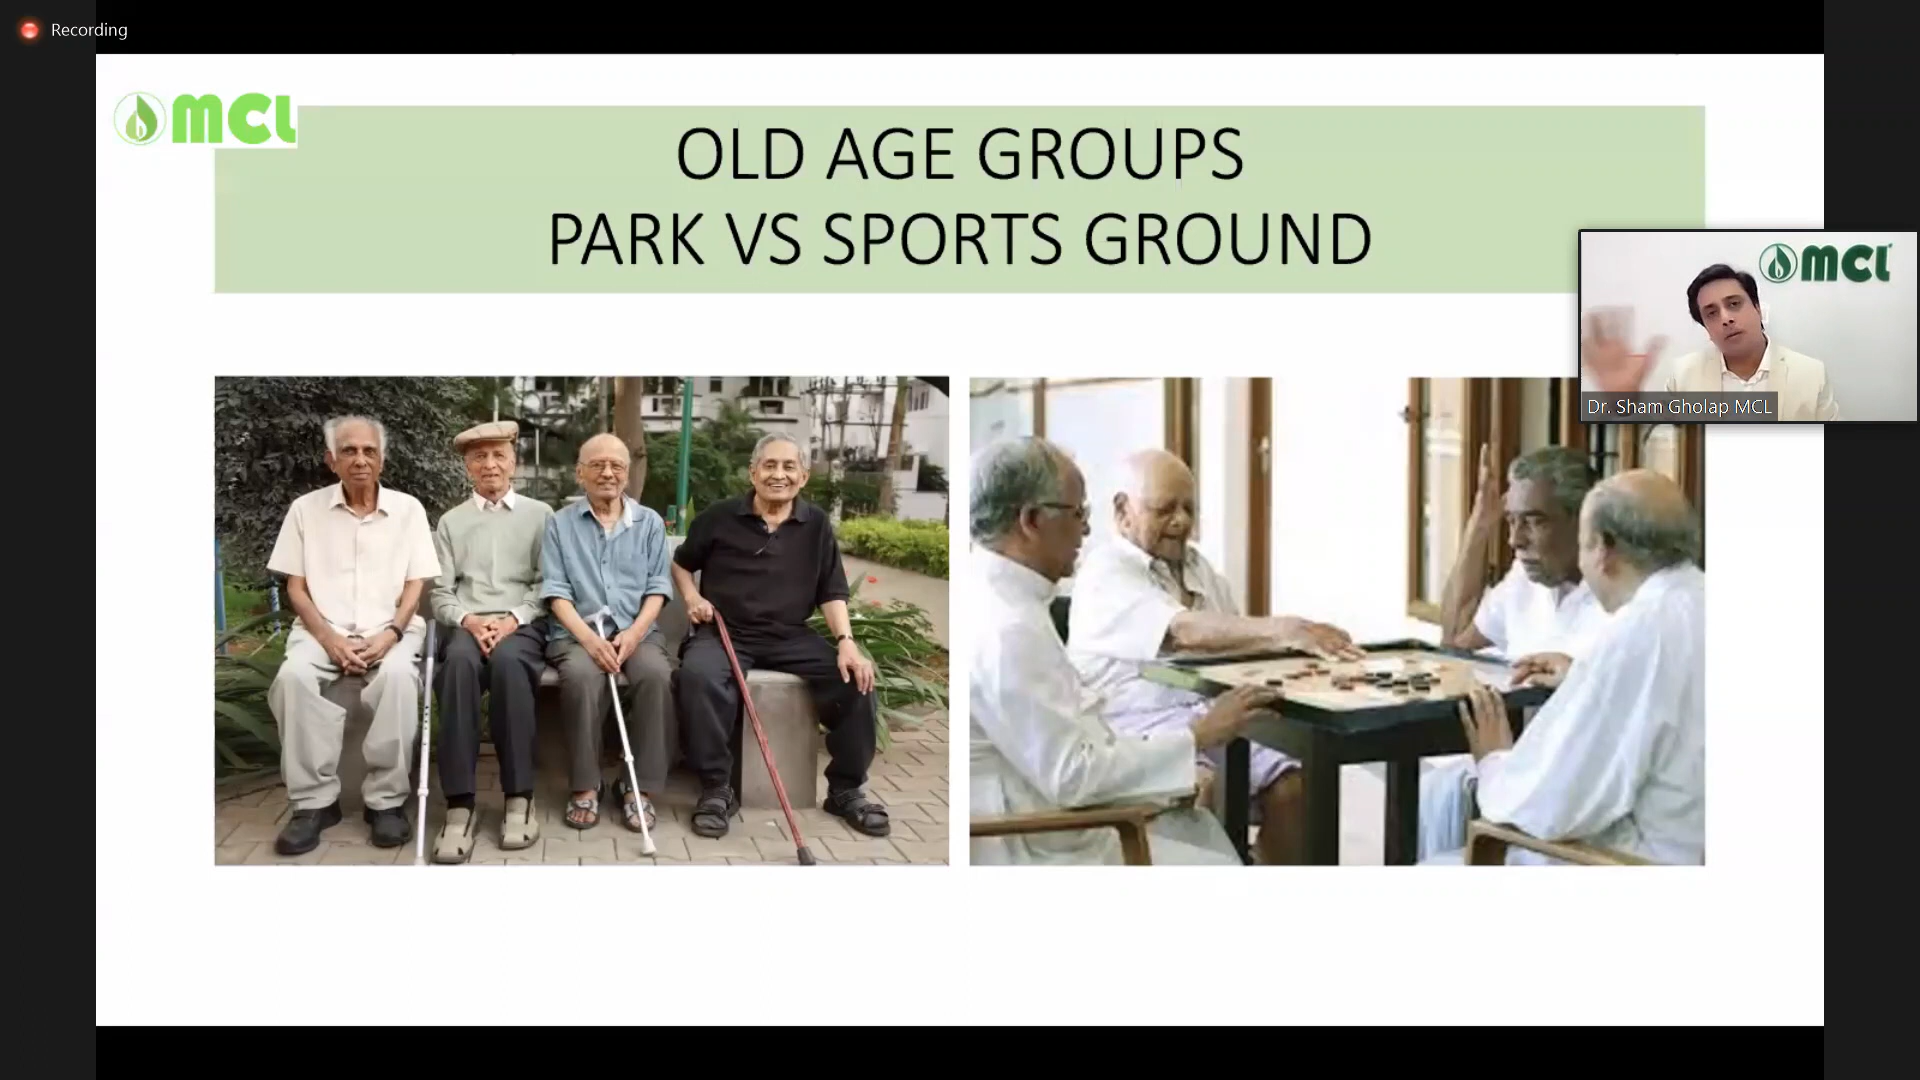 Recording
MCL
OLD AGE GROUPS
PARK VS SPORTS GROUND
MCL
Dr. Sham Gholap MCL